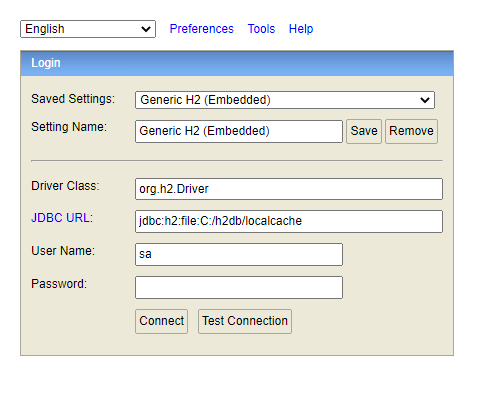 English Preferences Tools Help
Login
Saved Settings: Generic H2 (Embedded)
Setting Name: Generic H2 (Embedded) Save Remove
Driver Class: org.h2.Driver
JDBC URL: jdbc:h2:file:C:/h2db/localcache
User Name: sa
Password:
Connect Test Connection